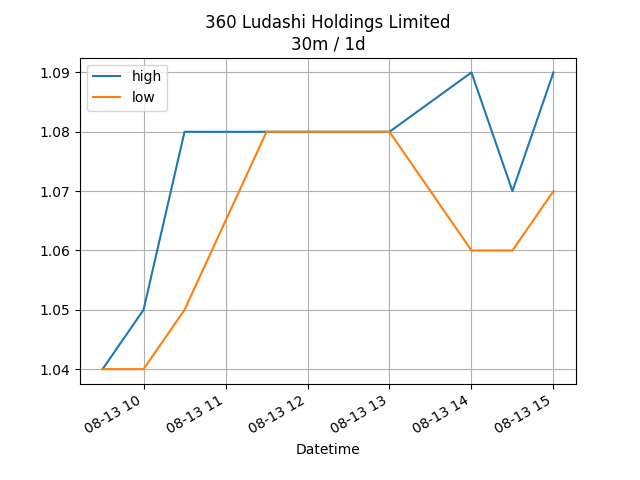 360 Ludashi Holdings Limited
30m / 1d
high
low
1.09
1.08
1.07
1.06
1.05
1.04
08-13 10
08-13 11
08-13 12
08-13 13
08-13 14
08-13 15
Datetime